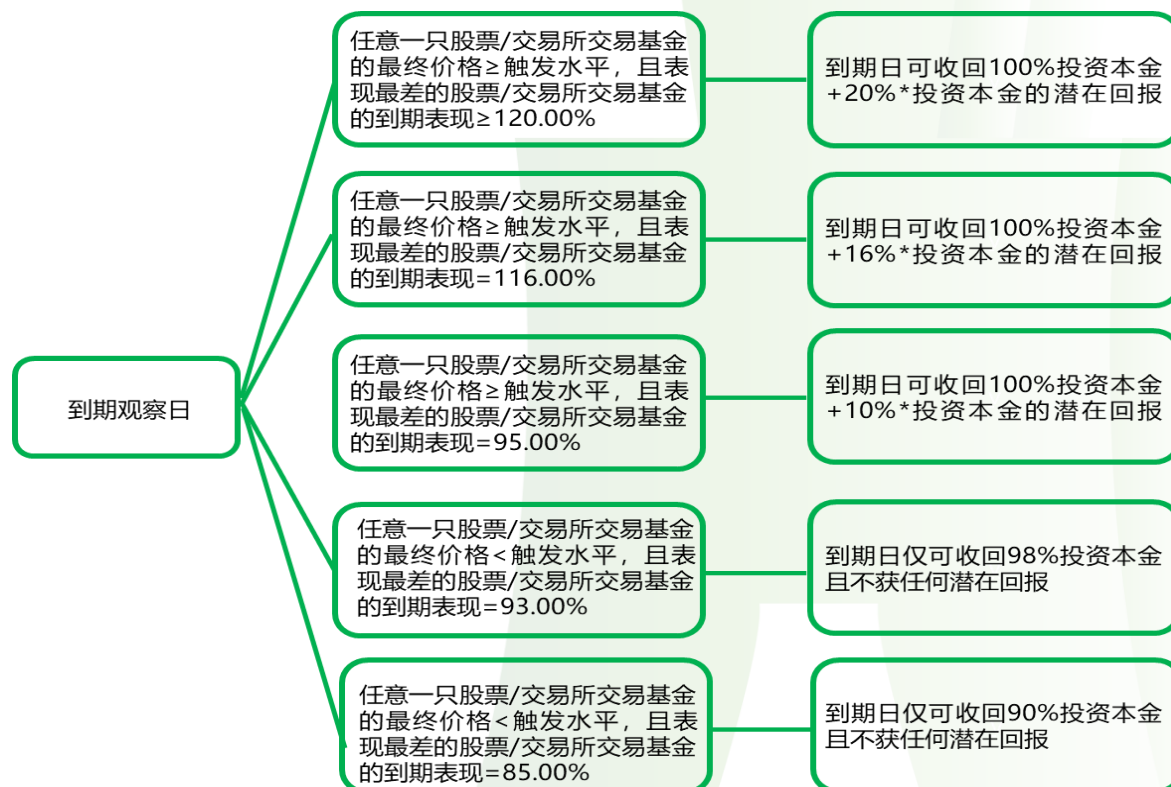 任意一只股票/交易所交易基金
的最终价格≥触发水平，且表
现最差的股票/交易所交易基金
的到期表现≥120.00%
到期日可收回100%投资本金
+20%*投资本金的潜在回报
任意一只股票/交易所交易基金
的最终价格≥触发水平，且表
现最差的股票/交易所交易基金
的到期表现=116.00%
到期日可收回100%投资本金
+16%*投资本金的潜在回报
任意一只股票/交易所交易基金
的最终价格≥触发水平，且表
现最差的股票/交易所交易基金
的到期表现=95.00%
到期日可收回100%投资本金
+10%*投资本金的潜在回报
到期观察日
任意一只股票/交易所交易基金
的最终价格<触发水平，且表
现最差的股票/交易所交易基金
的到期表现=93.00%
到期日仅可收回98%投资本金
且不获任何潜在回报
任意一只股票/交易所交易基金
的最终价格<触发水平，且表
现最差的股票/交易所交易基金
的到期表现=85.00%
到期日仅可收回90%投资本金
且不获任何潜在回报